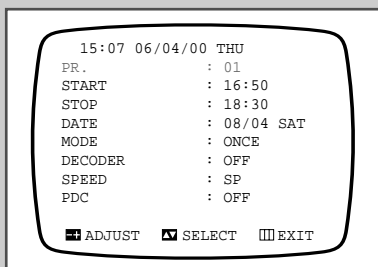 15:07 06/04/00 THU
PR. : 01
START : 16:50
STOP : 18:30
DATE : 08/04 SAT
MODE : ONCE
DECODER : OFF
SPEED : SP
PDC : OFF
ADJUST SELECT EXIT